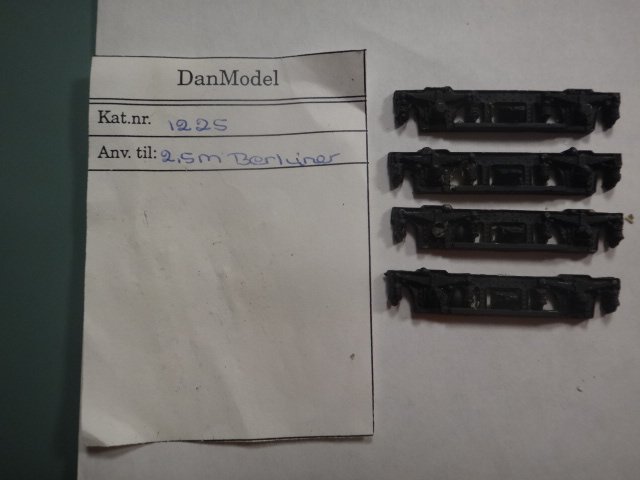 DanModel
Kat.nr. 1225
Anv. til: 2,5m Berliner